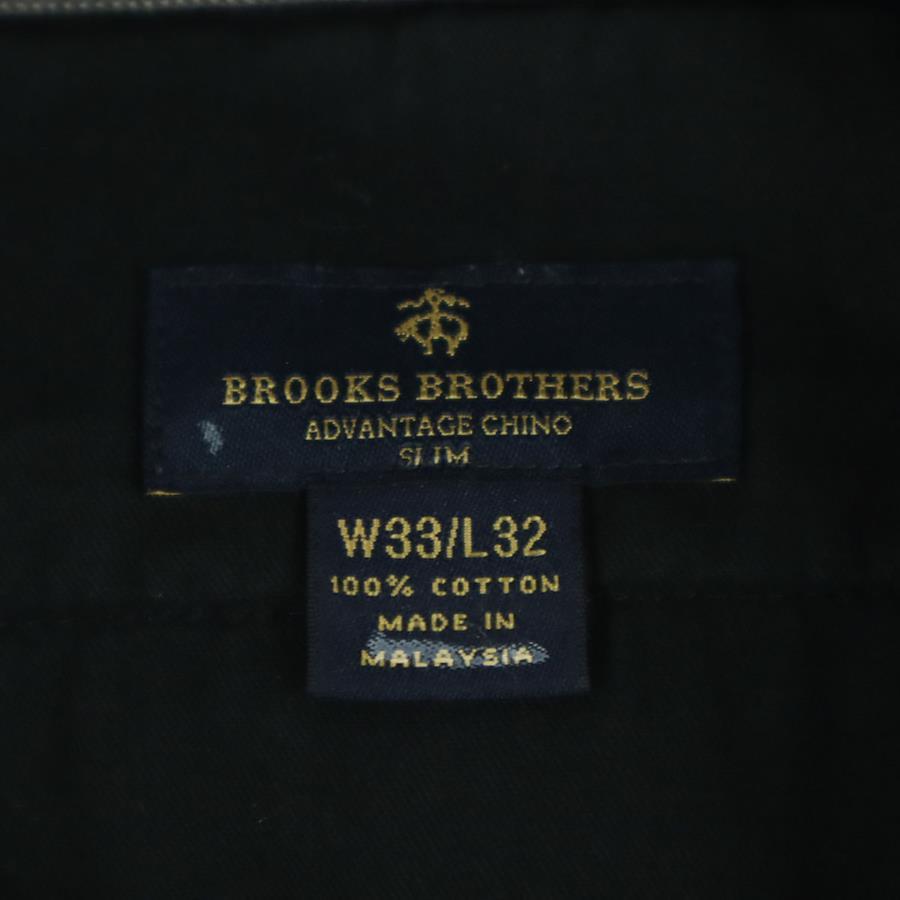 BROOKS BROTHERS
ADVANTAGE CHINO
SLIM
W33/L32
100% COTTON
MADE IN
MALAYSIA